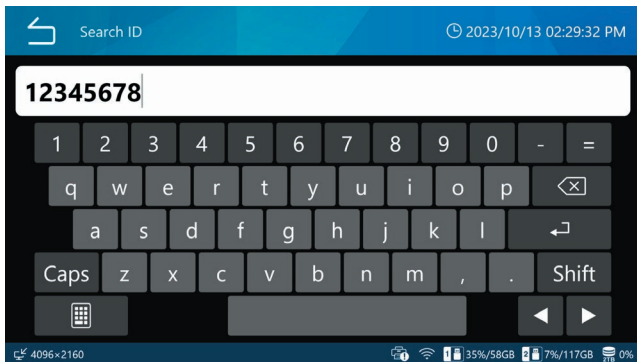 Search ID 2023/10/13 02:29:32 PM
12345678
1 2 3 4 5 6 7 8 9 0 - =
q w e r t y u i o p
a s d f g h j k l
Caps z x c v b n m , . Shift
4096×2160 1 35%/58GB 2 7%/117GB 2TB 0%